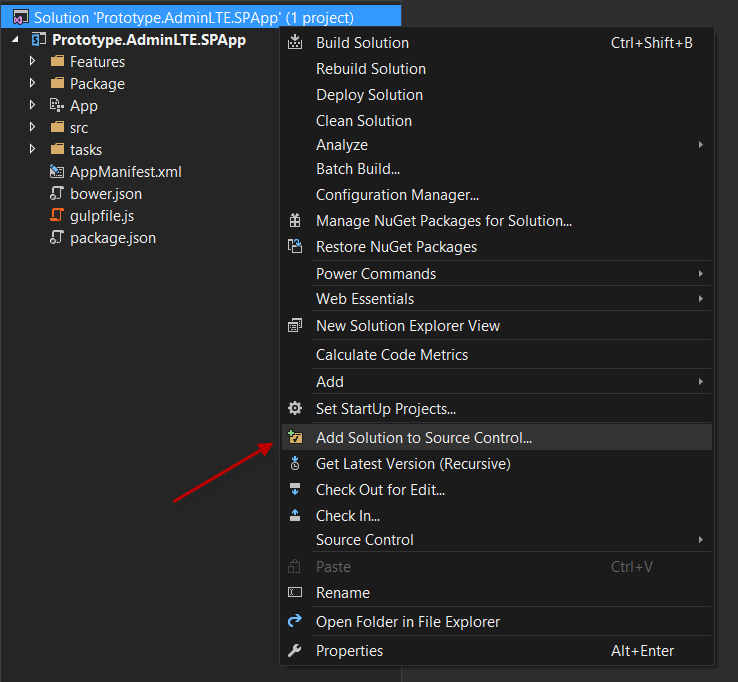 Solution 'Prototype.AdminLTE.SPApp' (1 project)
Prototype.AdminLTE.SPApp
Features
Package
App
src
tasks
AppManifest.xml
bower.json
gulpfile.js
package.json
Build Solution Ctrl+Shift+B
Rebuild Solution
Deploy Solution
Clean Solution
Analyze
Batch Build...
Configuration Manager...
Manage NuGet Packages for Solution...
Restore NuGet Packages
Power Commands
Web Essentials
New Solution Explorer View
Calculate Code Metrics
Add
Set StartUp Projects...
Add Solution to Source Control...
Get Latest Version (Recursive)
Check Out for Edit...
Check In...
Source Control
Paste Ctrl+V
Rename
Open Folder in File Explorer
Properties Alt+Enter